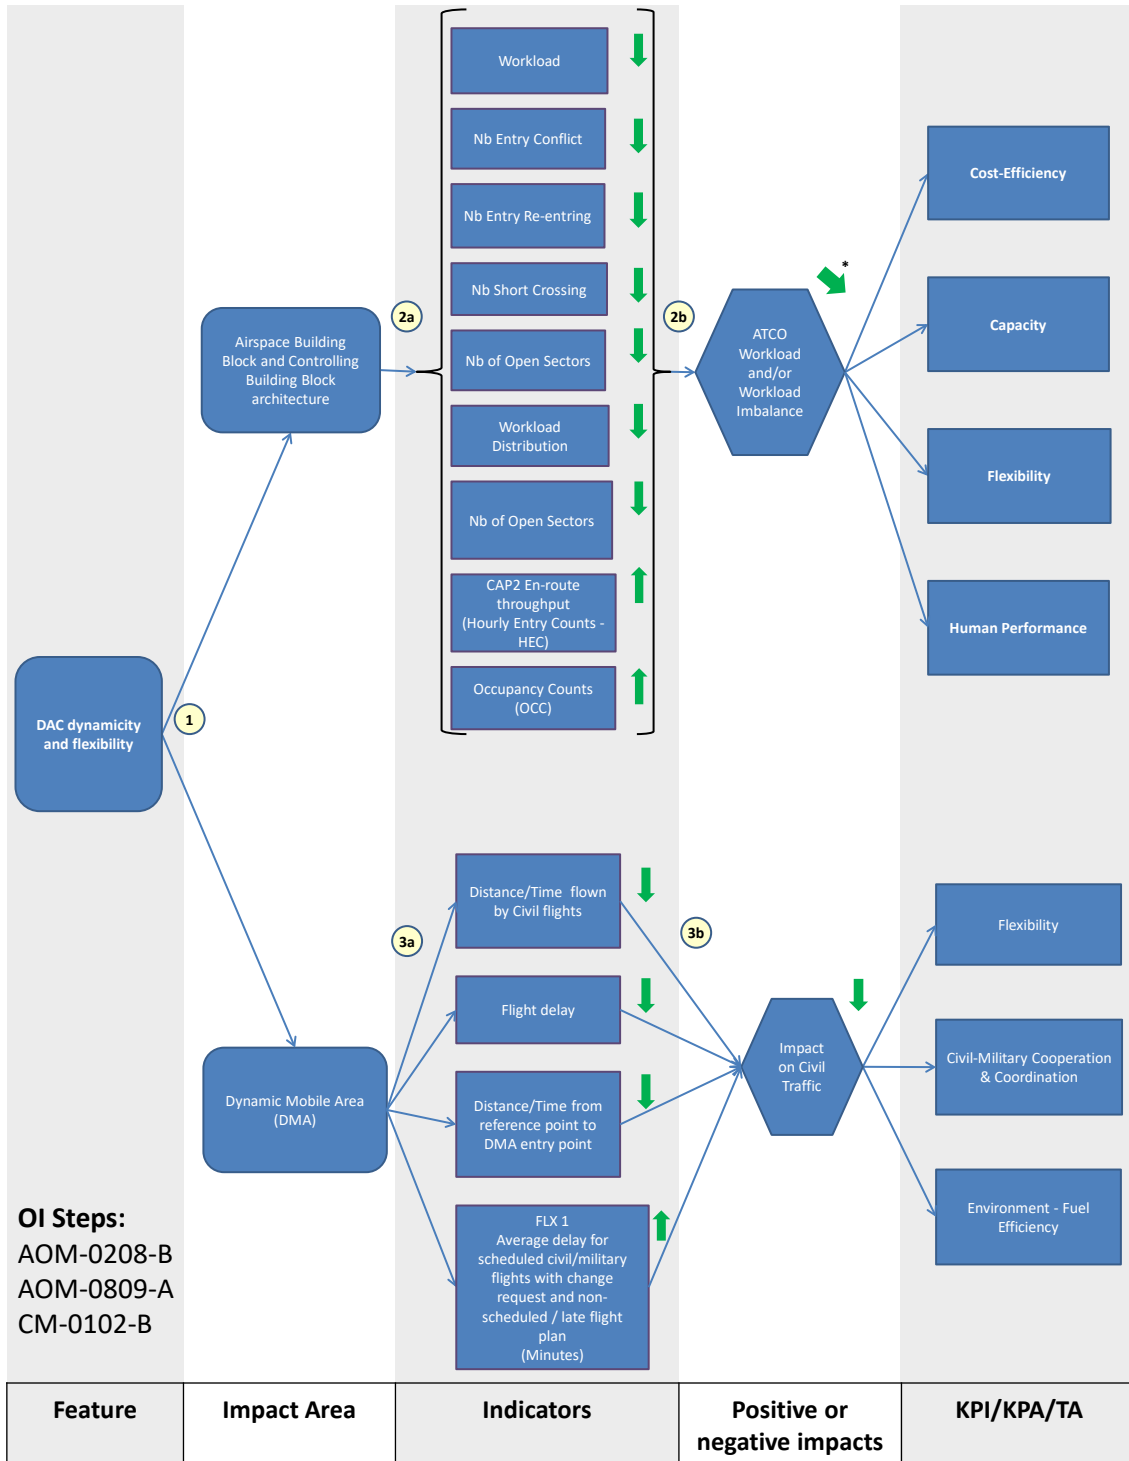 Workload
Nb Entry Conflict
Nb Entry Re-entring
Nb Short Crossing
Nb of Open Sectors
Workload
Distribution
Nb of Open Sectors
CAP2 En-route
throughput
(Hourly Entry Counts -
HEC)
Occupancy Counts
(OCC)
Airspace Building
Block and Controlling
Building Block
architecture
2a
2b
*
ATCO
Workload
and/or
Workload
Imbalance
Cost-Efficiency
Capacity
Flexibility
Human Performance
DAC dynamicity
and flexibility
1
Dynamic Mobile Area
(DMA)
3a
Distance/Time flown
by Civil flights
Flight delay
Distance/Time from
reference point to
DMA entry point
FLX 1
Average delay for
scheduled civil/military
flights with change
request and non-
scheduled / late flight
plan
(Minutes)
3b
Impact
on Civil
Traffic
Flexibility
Civil-Military Cooperation
& Coordination
Environment - Fuel
Efficiency
OI Steps:
AOM-0208-B
AOM-0809-A
CM-0102-B
Feature
Impact Area
Indicators
Positive or
negative impacts
KPI/KPA/TA